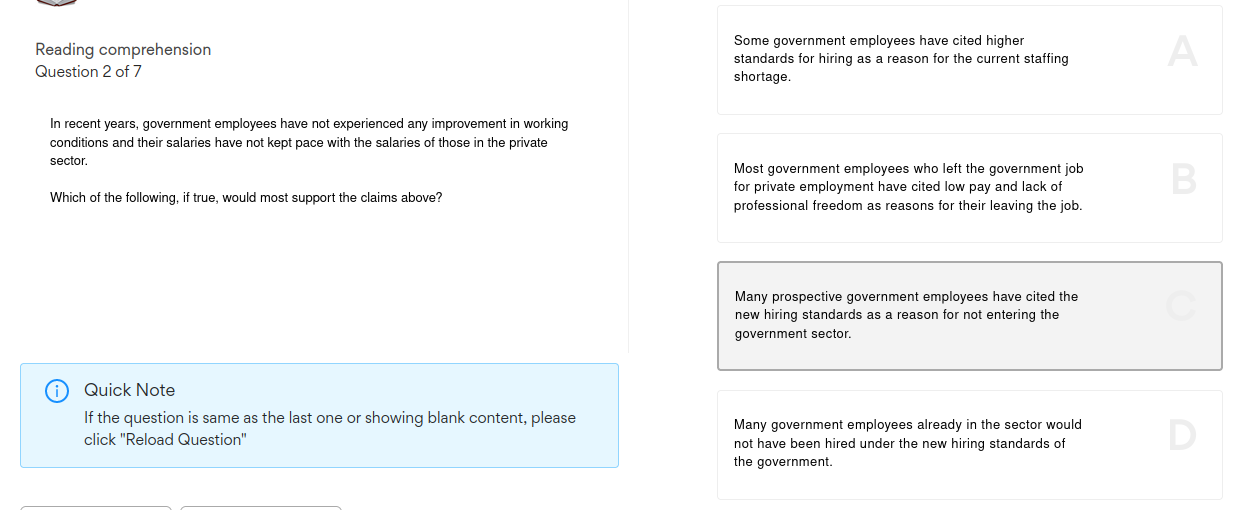 Reading comprehension
Question 2 of 7
In recent years, government employees have not experienced any improvement in working
conditions and their salaries have not kept pace with the salaries of those in the private
sector.
Which of the following, if true, would most support the claims above?
Quick Note
If the question is same as the last one or showing blank content, please
click "Reload Question"
Some government employees have cited higher
standards for hiring as a reason for the current staffing
shortage.
A
Most government employees who left the government job
for private employment have cited low pay and lack of
professional freedom as reasons for their leaving the job.
B
Many prospective government employees have cited the
new hiring standards as a reason for not entering the
government sector.
C
Many government employees already in the sector would
not have been hired under the new hiring standards of
the government.
D